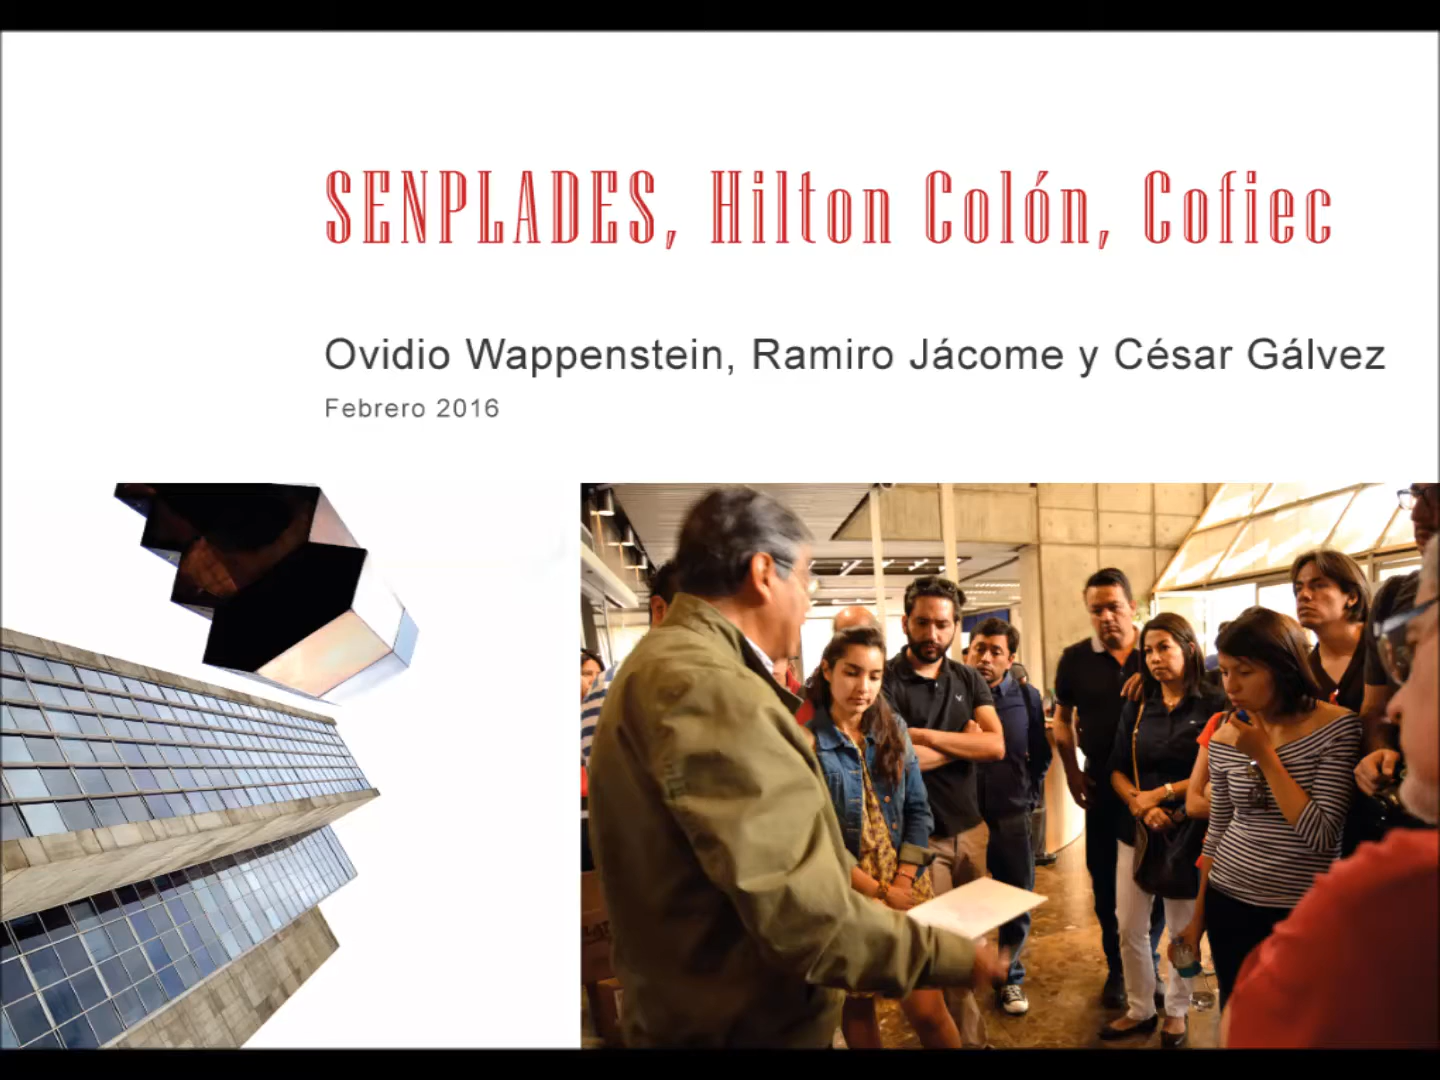 SENPLADES, Hilton Colón, Cofiec
Ovidio Wappenstein, Ramiro Jácome y César Gálvez
Febrero 2016